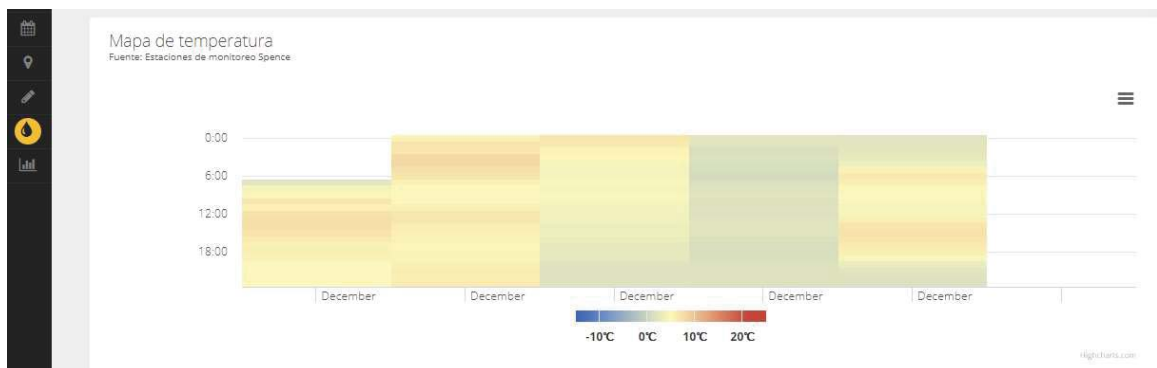 Mapa de temperatura
Fuente: Estaciones de monitoreo Spence
0:00
6:00
12:00
18:00
December December December December December
-10℃ 0℃ 10℃ 20℃
Highcharts.com